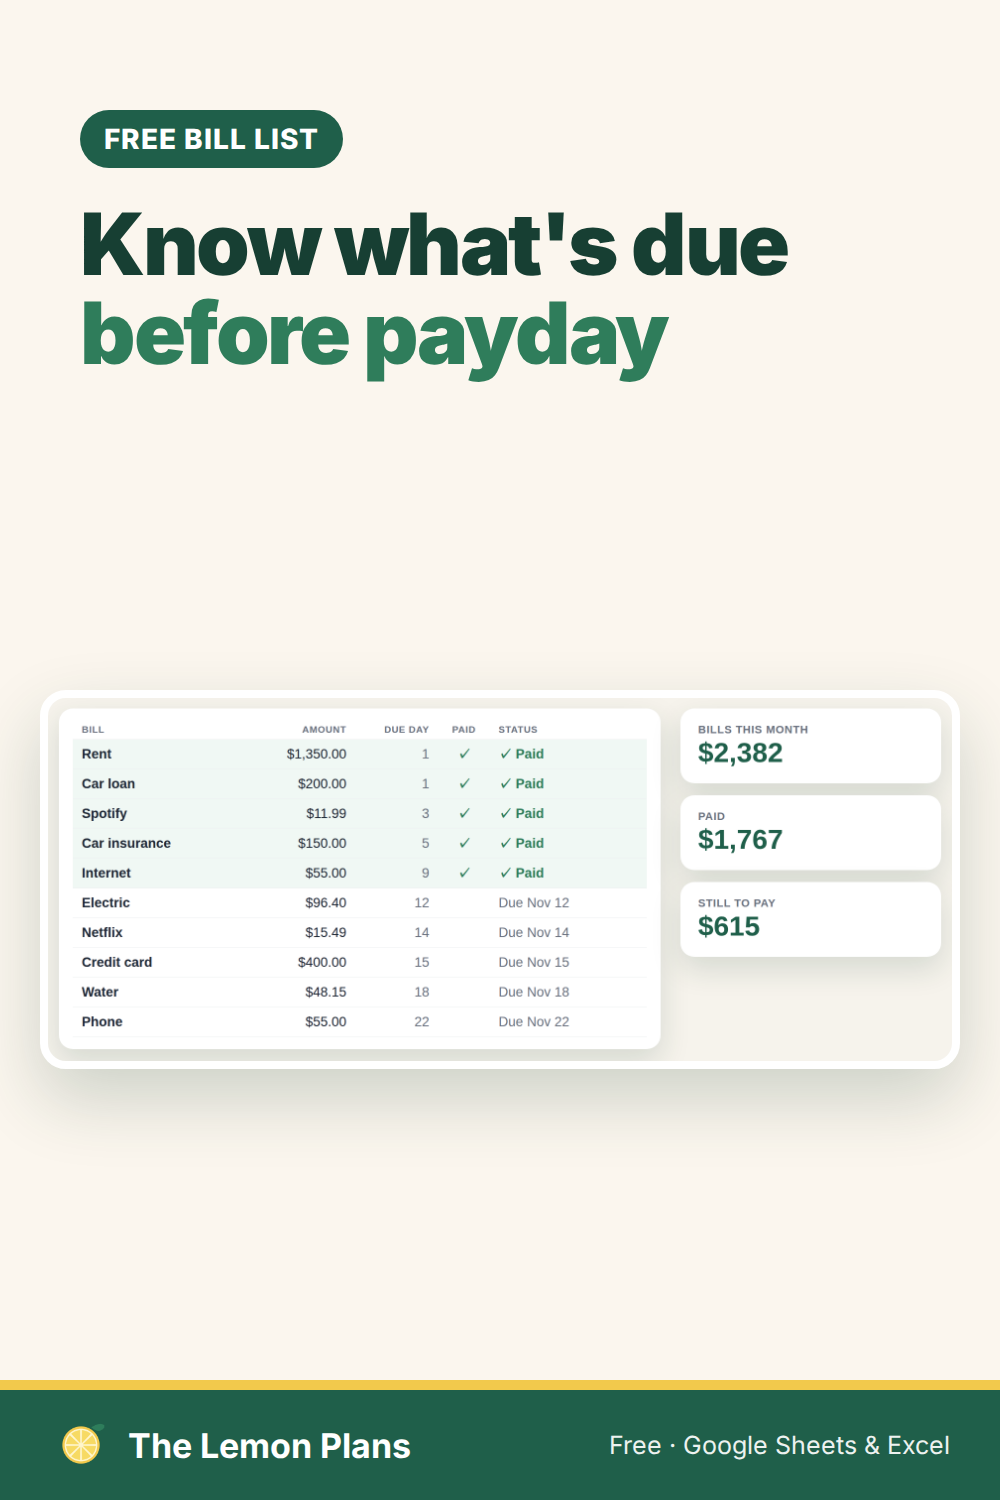 FREE BILL LIST
Know what's due
before payday
BILL AMOUNT DUE DAY PAID STATUS
Rent $1,350.00 1 ✓ ✓ Paid
Car loan $200.00 1 ✓ ✓ Paid
Spotify $11.99 3 ✓ ✓ Paid
Car insurance $150.00 5 ✓ ✓ Paid
Internet $55.00 9 ✓ ✓ Paid
Electric $96.40 12 Due Nov 12
Netflix $15.49 14 Due Nov 14
Credit card $400.00 15 Due Nov 15
Water $48.15 18 Due Nov 18
Phone $55.00 22 Due Nov 22
BILLS THIS MONTH
$2,382
PAID
$1,767
STILL TO PAY
$615
The Lemon Plans
Free · Google Sheets & Excel